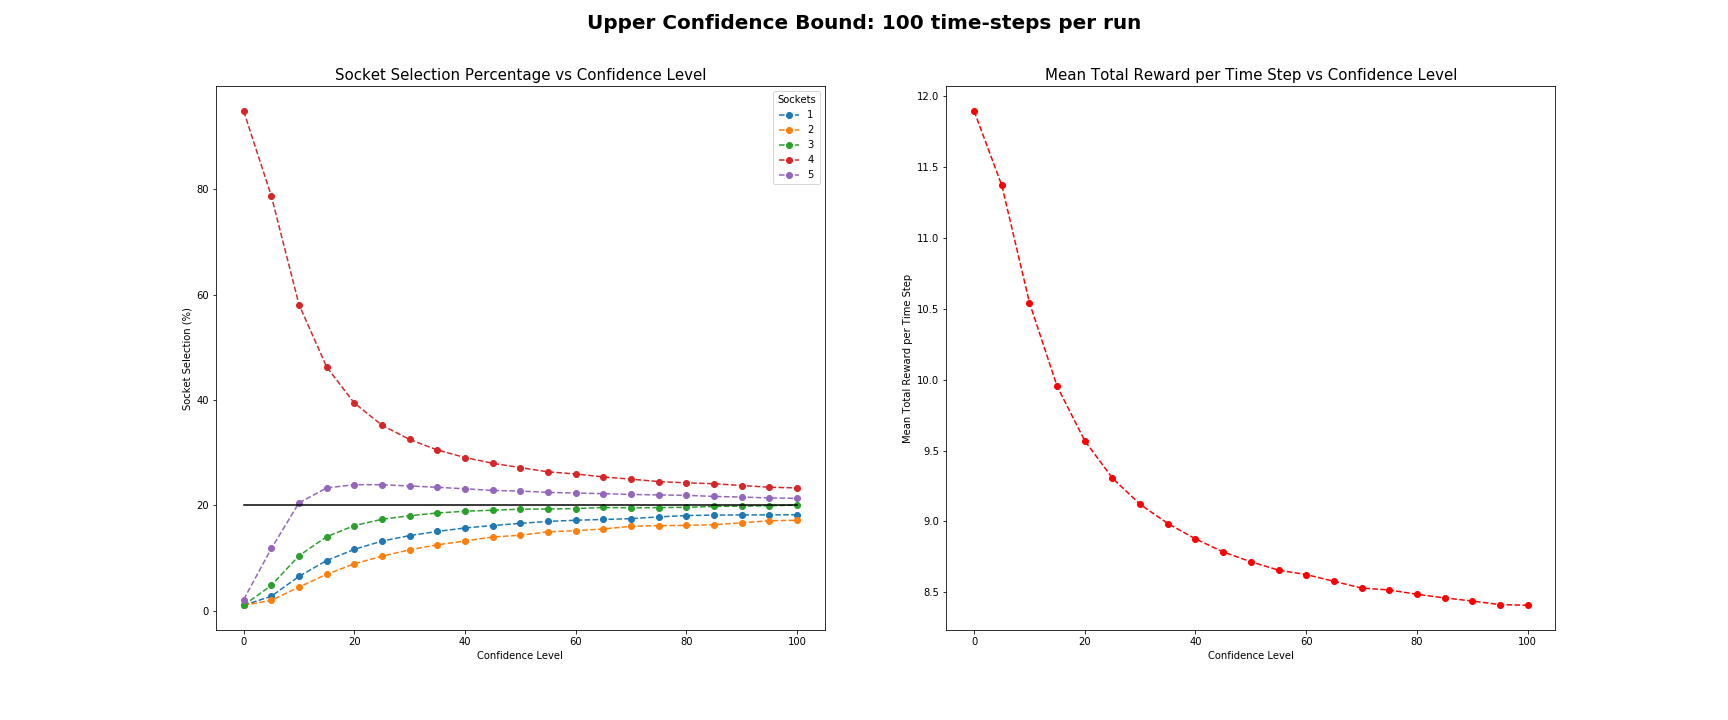 Upper Confidence Bound: 100 time-steps per run
Socket Selection Percentage vs Confidence Level
Socket Selection (%)
80
60
40
20
0
Sockets
1
2
3
4
5
0 20 40 60 80 100
Confidence Level
Mean Total Reward per Time Step vs Confidence Level
Mean Total Reward per Time Step
12.0
11.5
11.0
10.5
10.0
9.5
9.0
8.5
0 20 40 60 80 100
Confidence Level